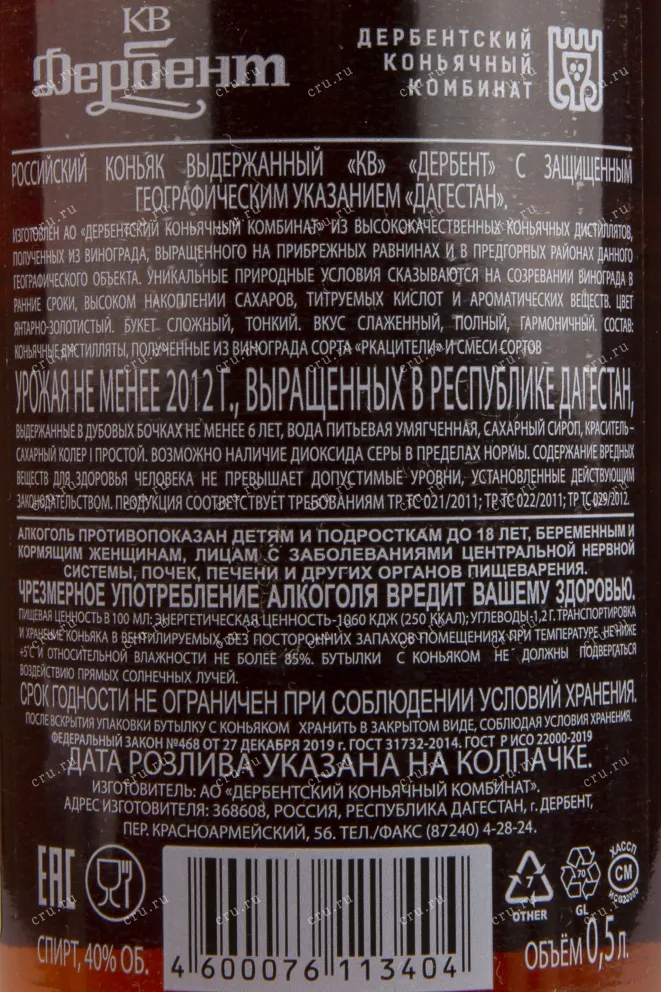 КВ
Дербент
ДЕРБЕНТСКИЙ
КОНЬЯЧНЫЙ
КОМБИНАТ
РОССИЙСКИЙ КОНЬЯК ВЫДЕРЖАННЫЙ «КВ» «ДЕРБЕНТ» С ЗАЩИЩЕННЫМ
ГЕОГРАФИЧЕСКИМ УКАЗАНИЕМ «ДАГЕСТАН».
ИЗГОТОВЛЕН АО «ДЕРБЕНТСКИЙ КОНЬЯЧНЫЙ КОМБИНАТ» ИЗ ВЫСОКОКАЧЕСТВЕННЫХ КОНЬЯЧНЫХ ДИСТИЛЛЯТОВ,
ПОЛУЧЕННЫХ ИЗ ВИНОГРАДА, ВЫРАЩЕННОГО НА ПРИБРЕЖНЫХ РАВНИНАХ И В ПРЕДГОРНЫХ РАЙОНАХ ДАННОГО
ГЕОГРАФИЧЕСКОГО ОБЪЕКТА. УНИКАЛЬНЫЕ ПРИРОДНЫЕ УСЛОВИЯ СКАЗЫВАЮТСЯ НА СОЗРЕВАНИИ ВИНОГРАДА В
РАННИЕ СРОКИ, ВЫСОКОМ НАКОПЛЕНИИ САХАРОВ, ТИТРУЕМЫХ КИСЛОТ И АРОМАТИЧЕСКИХ ВЕЩЕСТВ. ЦВЕТ
ЯНТАРНО-ЗОЛОТИСТЫЙ. БУКЕТ СЛОЖНЫЙ, ТОНКИЙ. ВКУС СЛАЖЕННЫЙ, ПОЛНЫЙ, ГАРМОНИЧНЫЙ. СОСТАВ:
КОНЬЯЧНЫЕ ДИСТИЛЛЯТЫ, ПОЛУЧЕННЫЕ ИЗ ВИНОГРАДА СОРТА «РКАЦИТЕЛИ» И СМЕСИ СОРТОВ
УРОЖАЯ НЕ МЕНЕЕ 2012 Г., ВЫРАЩЕННЫХ В РЕСПУБЛИКЕ ДАГЕСТАН,
ВЫДЕРЖАННЫЕ В ДУБОВЫХ БОЧКАХ НЕ МЕНЕЕ 6 ЛЕТ, ВОДА ПИТЬЕВАЯ УМЯГЧЕННАЯ, САХАРНЫЙ СИРОП, КРАСИТЕЛЬ -
САХАРНЫЙ КОЛЕР I ПРОСТОЙ. ВОЗМОЖНО НАЛИЧИЕ ДИОКСИДА СЕРЫ В ПРЕДЕЛАХ НОРМЫ. СОДЕРЖАНИЕ ВРЕДНЫХ
ВЕЩЕСТВ ДЛЯ ЗДОРОВЬЯ ЧЕЛОВЕКА НЕ ПРЕВЫШАЕТ ДОПУСТИМЫЕ УРОВНИ, УСТАНОВЛЕННЫЕ ДЕЙСТВУЮЩИМ
ЗАКОНОДАТЕЛЬСТВОМ. ПРОДУКЦИЯ СООТВЕТСТВУЕТ ТРЕБОВАНИЯМ ТР ТС 021/2011; ТР ТС 022/2011; ТР ТС 029/2012.
АЛКОГОЛЬ ПРОТИВОПОКАЗАН ДЕТЯМ И ПОДРОСТКАМ ДО 18 ЛЕТ, БЕРЕМЕННЫМ И
КОРМЯЩИМ ЖЕНЩИНАМ, ЛИЦАМ С ЗАБОЛЕВАНИЯМИ ЦЕНТРАЛЬНОЙ НЕРВНОЙ
СИСТЕМЫ, ПОЧЕК, ПЕЧЕНИ И ДРУГИХ ОРГАНОВ ПИЩЕВАРЕНИЯ.
ЧРЕЗМЕРНОЕ УПОТРЕБЛЕНИЕ АЛКОГОЛЯ ВРЕДИТ ВАШЕМУ ЗДОРОВЬЮ.
ПИЩЕВАЯ ЦЕННОСТЬ В 100 МЛ: ЭНЕРГЕТИЧЕСКАЯ ЦЕННОСТЬ-1060 КДЖ (250 ККАЛ); УГЛЕВОДЫ-1,2 Г. ТРАНСПОРТИРОВКА
И ХРАНЕНИЕ КОНЬЯКА В ВЕНТИЛИРУЕМЫХ, БЕЗ ПОСТОРОННИХ ЗАПАХОВ ПОМЕЩЕНИЯХ ПРИ ТЕМПЕРАТУРЕ НЕ НИЖЕ
+5°С И ОТНОСИТЕЛЬНОЙ ВЛАЖНОСТИ НЕ БОЛЕЕ 85%. БУТЫЛКИ С КОНЬЯКОМ НЕ ДОЛЖНЫ ПОДВЕРГАТЬСЯ
ВОЗДЕЙСТВИЮ ПРЯМЫХ СОЛНЕЧНЫХ ЛУЧЕЙ.
СРОК ГОДНОСТИ НЕ ОГРАНИЧЕН ПРИ СОБЛЮДЕНИИ УСЛОВИЙ ХРАНЕНИЯ.
ПОСЛЕ ВСКРЫТИЯ УПАКОВКИ БУТЫЛКУ С КОНЬЯКОМ ХРАНИТЬ В ЗАКРЫТОМ ВИДЕ, СОБЛЮДАЯ УСЛОВИЯ ХРАНЕНИЯ.
ФЕДЕРАЛЬНЫЙ ЗАКОН №468 ОТ 27 ДЕКАБРЯ 2019 г. ГОСТ 31732-2014. ГОСТ Р ИСО 22000-2019
ДАТА РОЗЛИВА УКАЗАНА НА КОЛПАЧКЕ.
ИЗГОТОВИТЕЛЬ: АО «ДЕРБЕНТСКИЙ КОНЬЯЧНЫЙ КОМБИНАТ».
АДРЕС ИЗГОТОВИТЕЛЯ: 368608, РОССИЯ, РЕСПУБЛИКА ДАГЕСТАН, г. ДЕРБЕНТ,
ПЕР. КРАСНОАРМЕЙСКИЙ, 56. ТЕЛ./ФАКС (87240) 4-28-24.
ЕАС
7
OTHER
70
GL
ХАССП
СМ
ИСО22000
СПИРТ, 40% ОБ.
4 600076 113404
ОБЪЁМ 0,5 л.
cru.ru